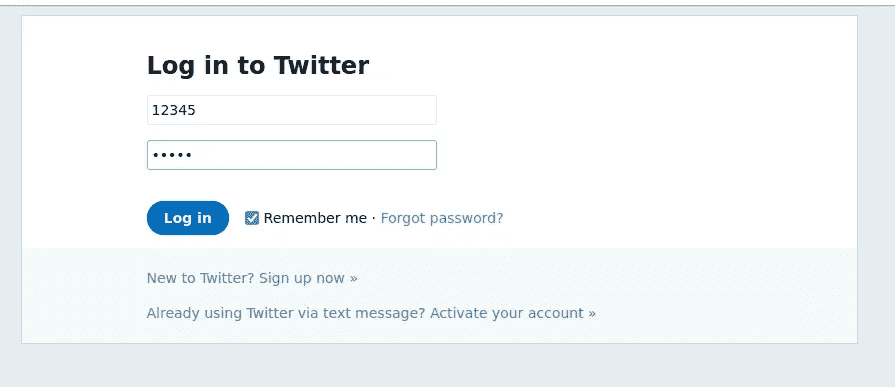 Log in to Twitter
12345
•••••
Log in Remember me · Forgot password?
New to Twitter? Sign up now »
Already using Twitter via text message? Activate your account »